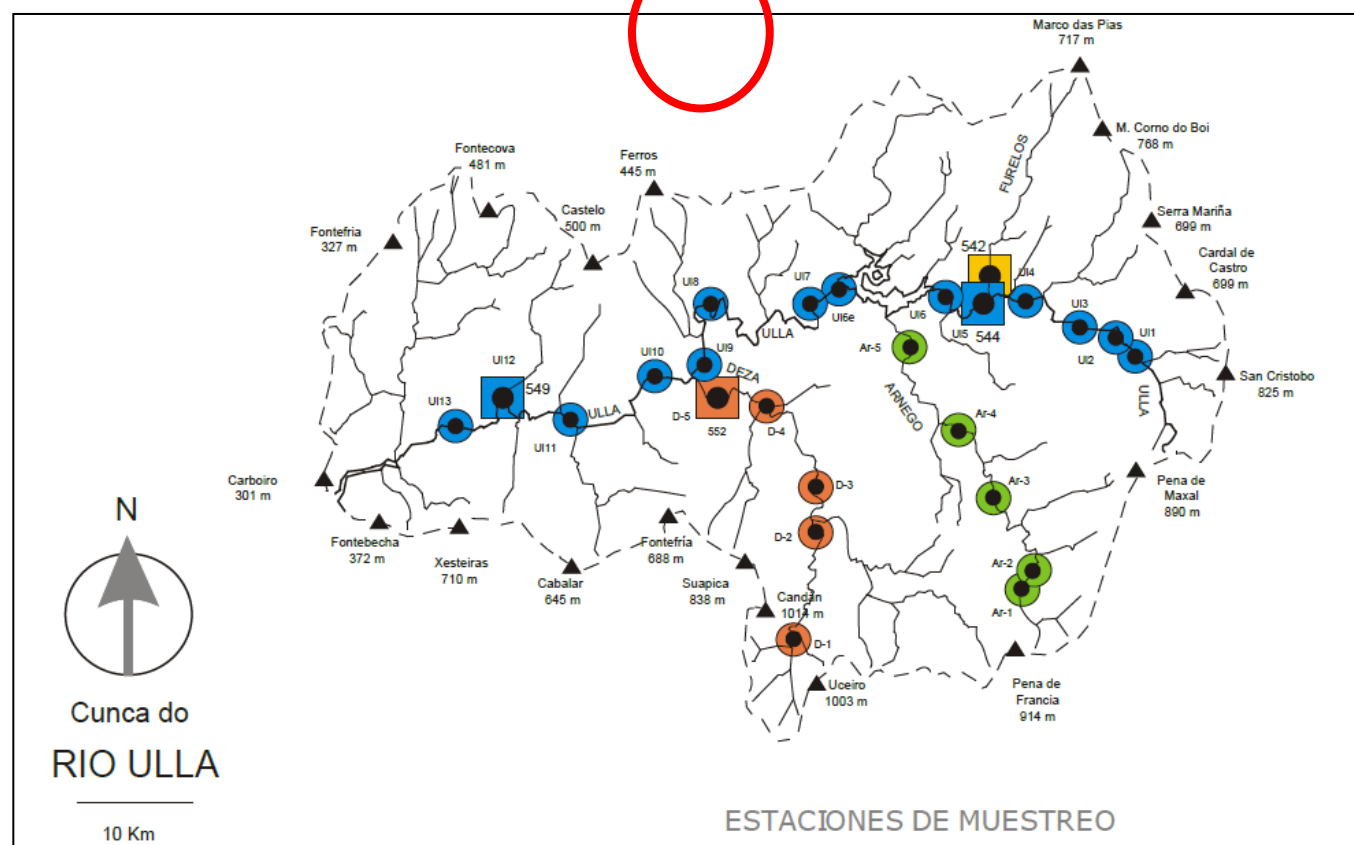 Marco das Pias
717 m
M. Corno do Boi
768 m
Fontecova
481 m
Ferros
445 m
FURELOS
Castelo
500 m
Serra Mariña
699 m
Fontefria
327 m
Cardal de
Castro
699 m
542
Ul8
Ul7
Ul4
Ul6e
Ul6
Ul3
ULLA
Ul5
544
Ul1
Ul2
Ar-5
Ul10
Ul9
DEZA
Ul12
549
San Cristobo
825 m
ULLA
ARNEGO
Ul13
ULLA
D-5
D-4
Ar-4
Ul11
552
Carboiro
301 m
D-3
Ar-3
Pena de
Maxal
890 m
N
Fontebecha
372 m
Xesteiras
710 m
Fontefría
688 m
D-2
Cabalar
645 m
Suapica
838 m
Ar-2
Candán
1014 m
Ar-1
D-1
Uceiro
1003 m
Pena de
Francia
914 m
Cunca do
RIO ULLA
10 Km
ESTACIONES DE MUESTREO